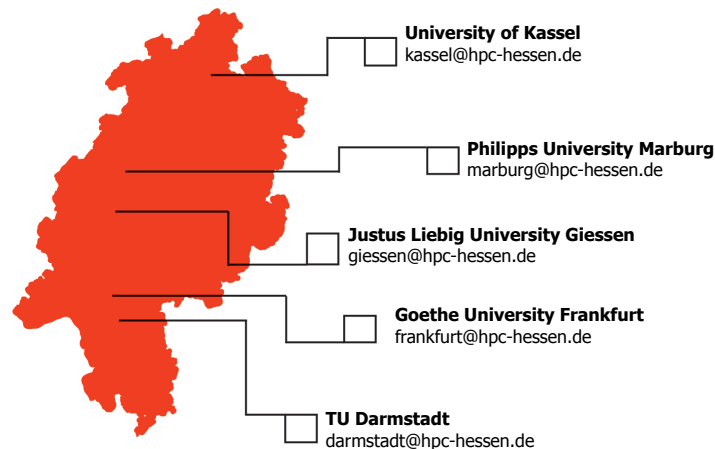 University of Kassel
kassel@hpc-hessen.de
Philipps University Marburg
marburg@hpc-hessen.de
Justus Liebig University Giessen
giessen@hpc-hessen.de
Goethe University Frankfurt
frankfurt@hpc-hessen.de
TU Darmstadt
darmstadt@hpc-hessen.de